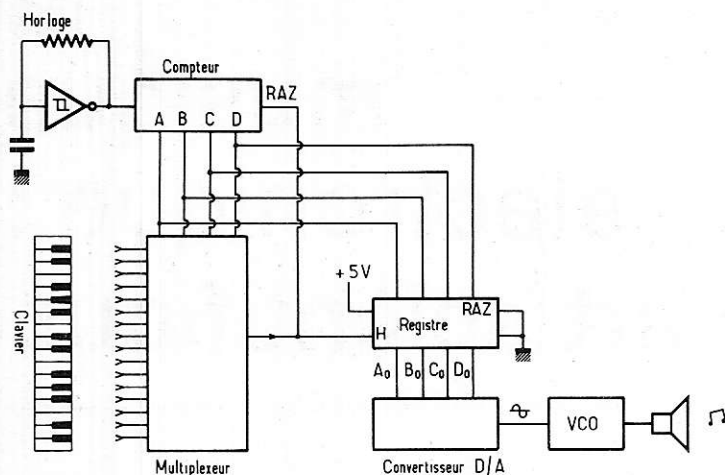 Horloge
Compteur
RAZ
A B C D
+5V
Clavier
RAZ
Registre
H
A₀ B₀ C₀ D₀
VCO
Multiplexeur
Convertisseur D/A